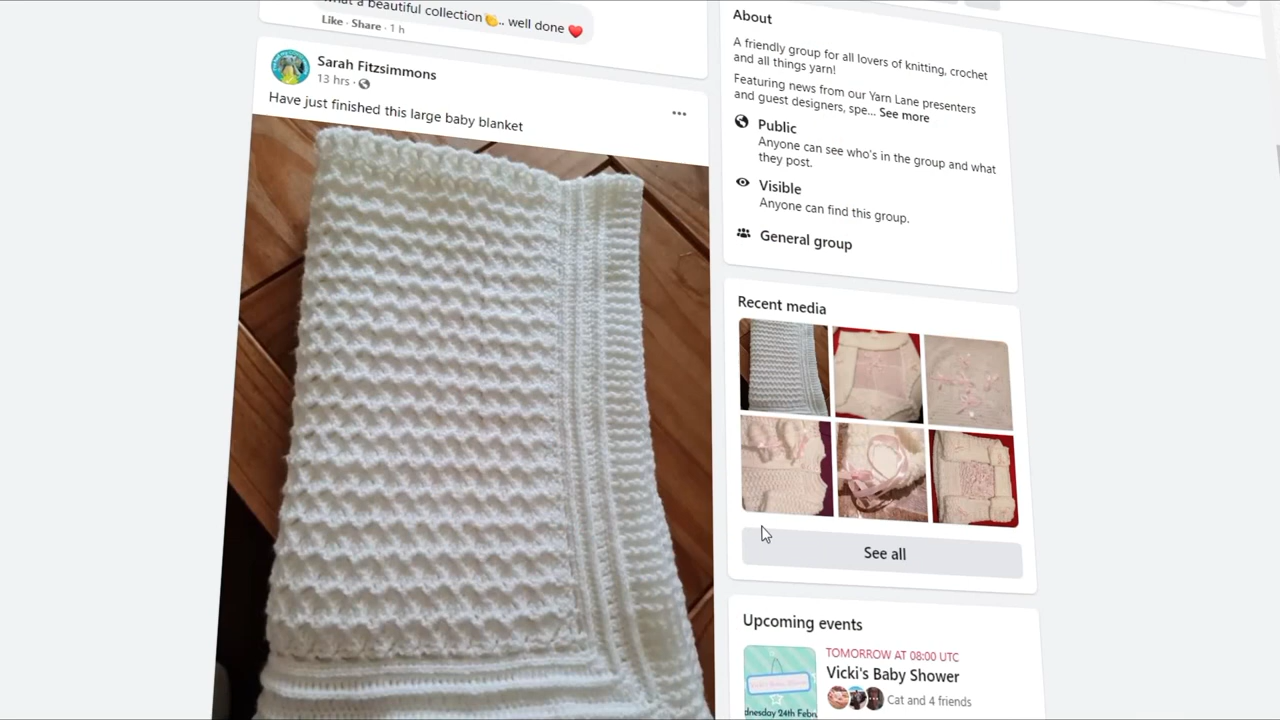 What a beautiful collection👏.. well done ❤️
Like · Share · 1 h
Sarah Fitzsimmons
13 hrs ·
Have just finished this large baby blanket
About
A friendly group for all lovers of knitting, crochet
and all things yarn!
Featuring news from our Yarn Lane presenters
and guest designers, spe... See more
Public
Anyone can see who's in the group and what
they post.
Visible
Anyone can find this group.
General group
Recent media
See all
Upcoming events
TOMORROW AT 08:00 UTC
Vicki's Baby Shower
Cat and 4 friends
Vicki's Baby Shower